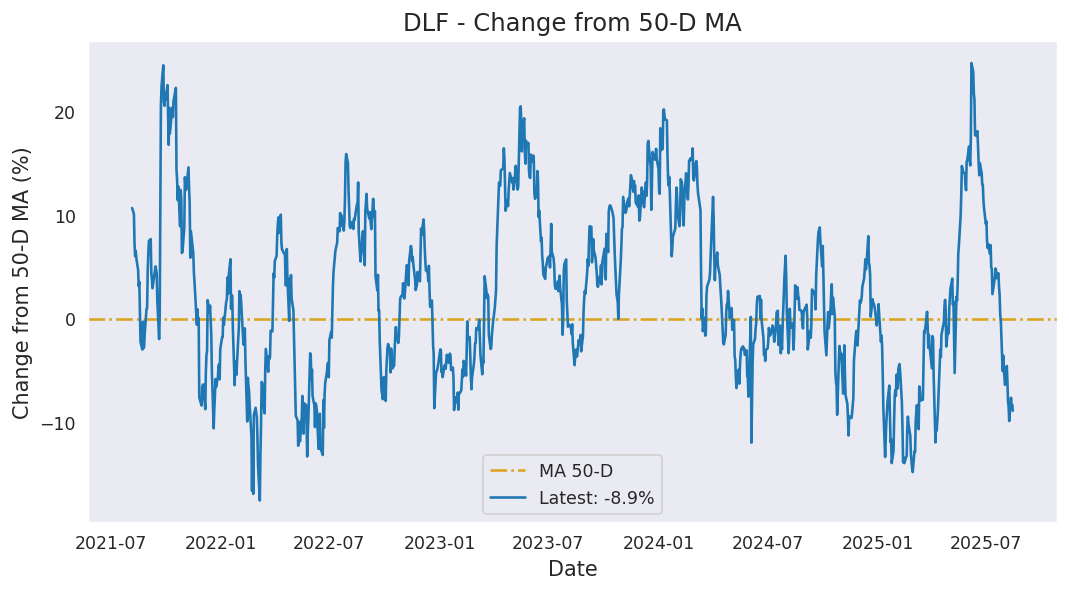 DLF - Change from 50-D MA
Change from 50-D MA (%)
20
10
0
−10
MA 50-D
Latest: -8.9%
2021-07 2022-01 2022-07 2023-01 2023-07 2024-01 2024-07 2025-01 2025-07
Date